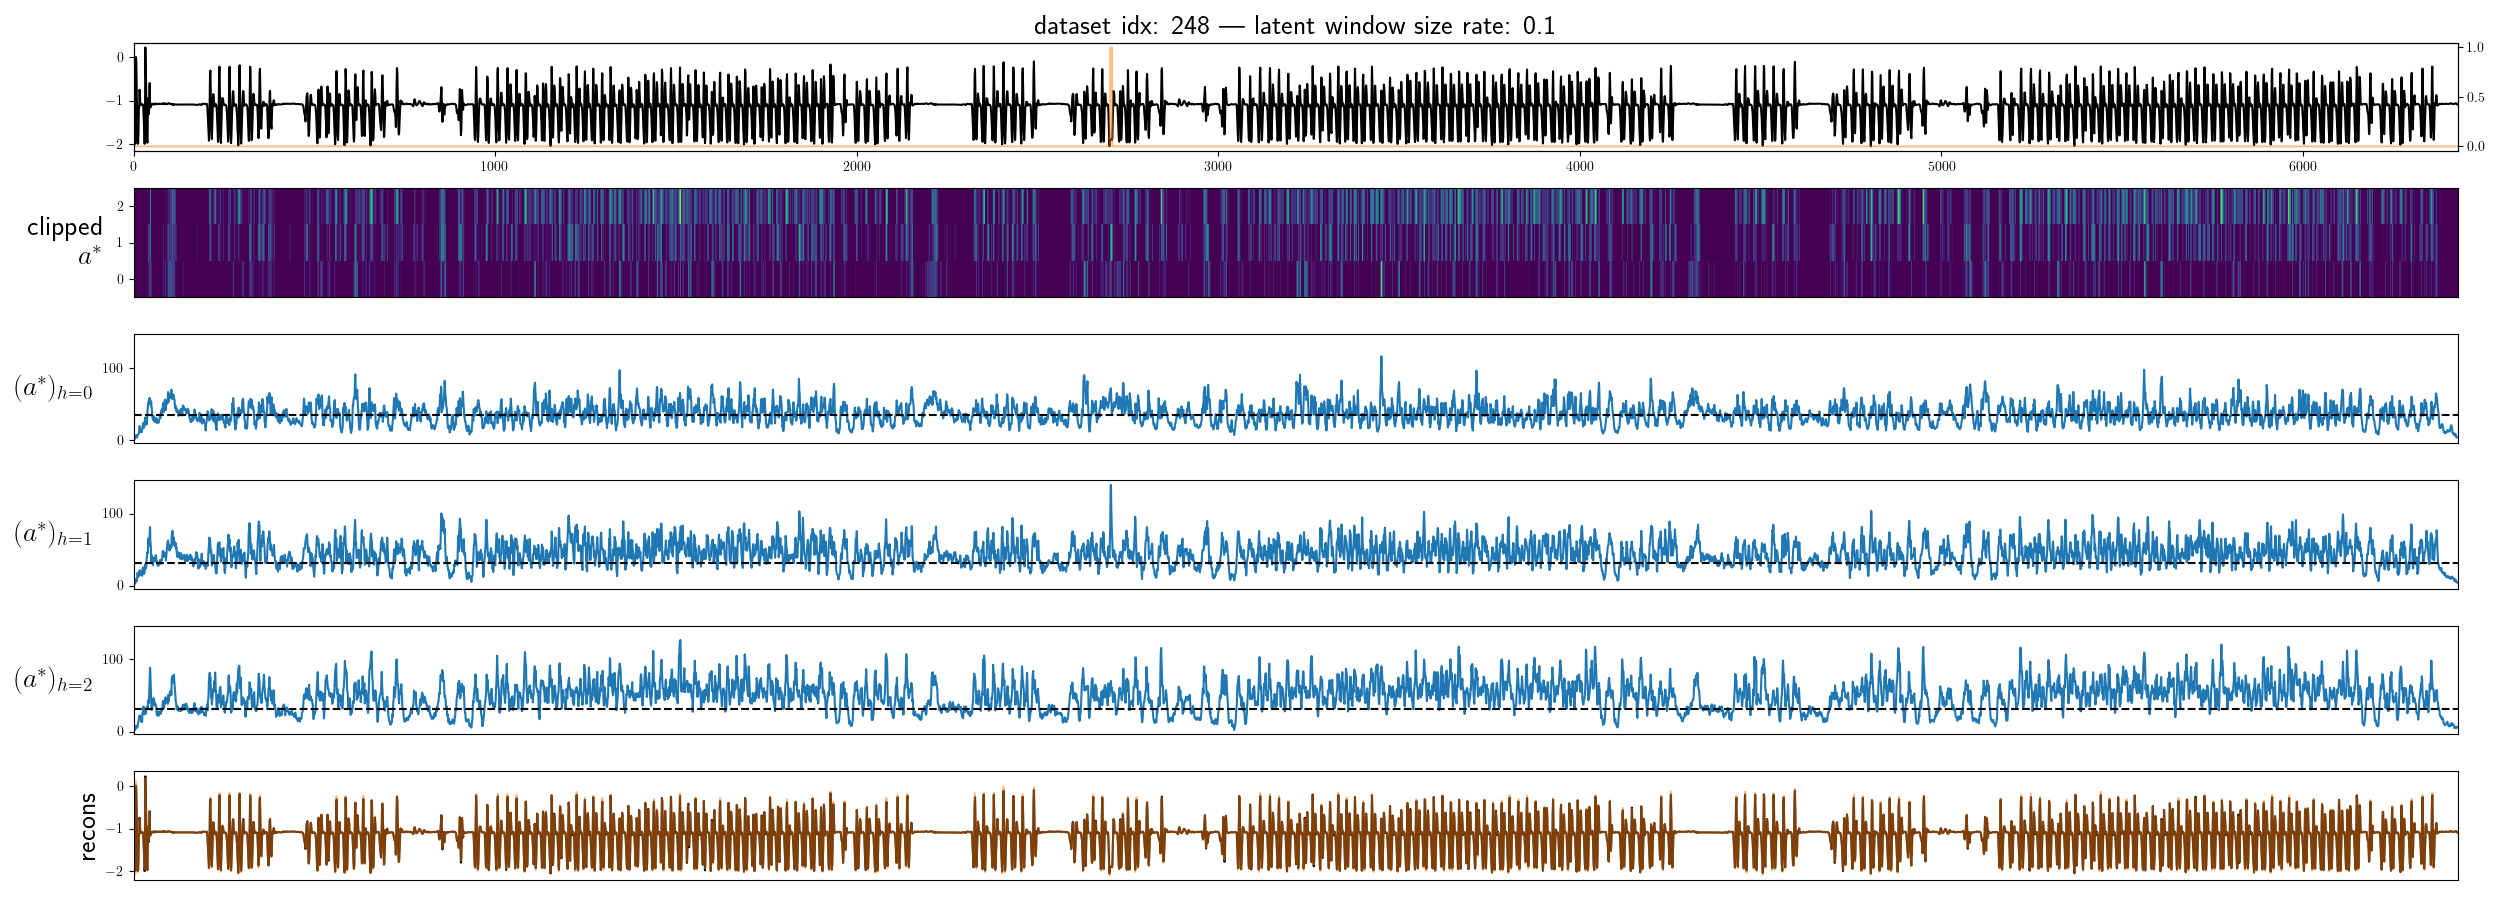 dataset idx: 248 — latent window size rate: 0.1
0
−1
−2
1.0
0.5
0.0
0 1000 2000 3000 4000 5000 6000
clipped
a*
2
1
0
(a*)h=0
100
0
(a*)h=1
100
0
(a*)h=2
100
0
recons
0
−1
−2